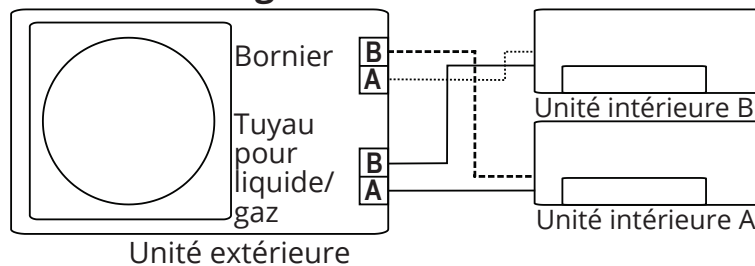 Bornier
B
A
Tuyau
pour
liquide/
gaz
B
A
Unité extérieure
Unité intérieure B
Unité intérieure A